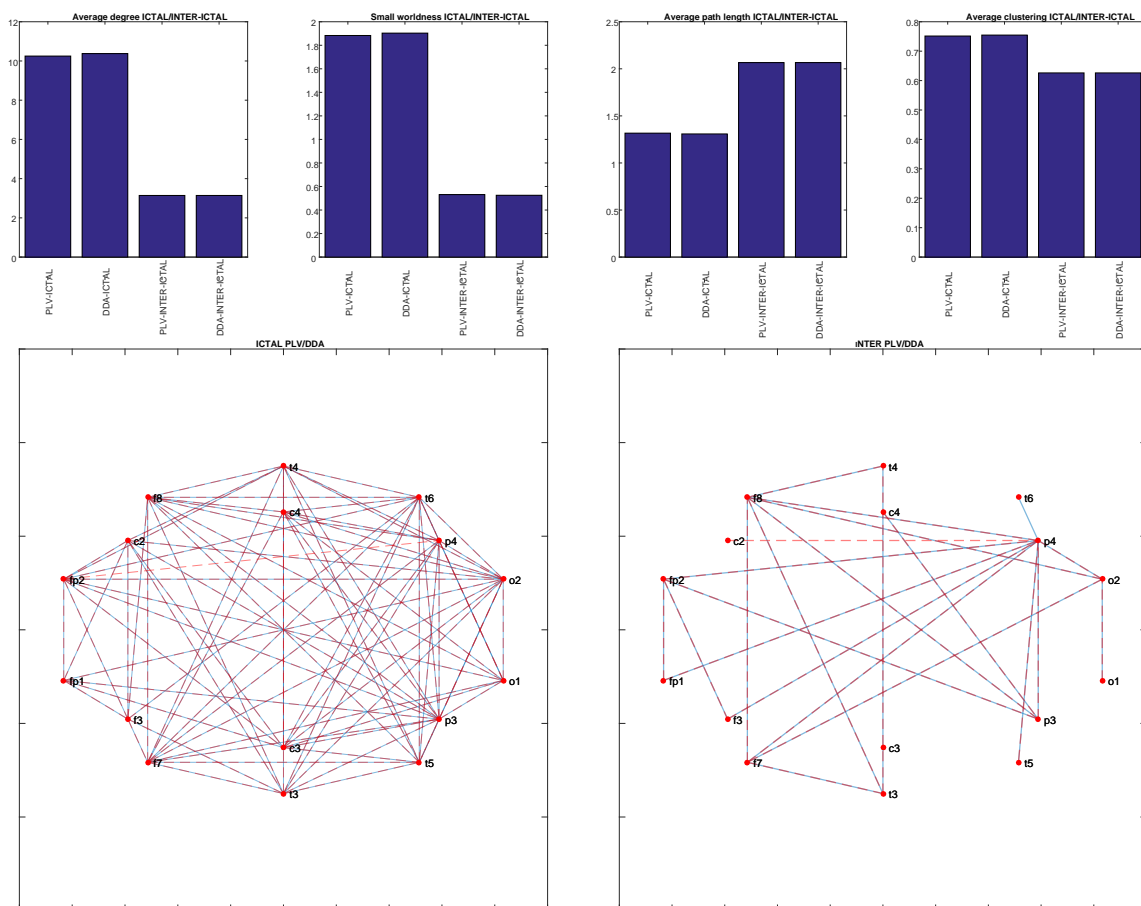 Average degree ICTAL/INTER-ICTAL
12
10
8
6
4
2
0
PLV-ICTAL
DDA-ICTAL
PLV-INTER-ICTAL
DDA-INTER-ICTAL
Small worldness ICTAL/INTER-ICTAL
2
1.8
1.6
1.4
1.2
1
0.8
0.6
0.4
0.2
0
PLV-ICTAL
DDA-ICTAL
PLV-INTER-ICTAL
DDA-INTER-ICTAL
Average path length ICTAL/INTER-ICTAL
2.5
2
1.5
1
0.5
0
PLV-ICTAL
DDA-ICTAL
PLV-INTER-ICTAL
DDA-INTER-ICTAL
Average clustering ICTAL/INTER-ICTAL
0.8
0.7
0.6
0.5
0.4
0.3
0.2
0.1
0
PLV-ICTAL
DDA-ICTAL
PLV-INTER-ICTAL
DDA-INTER-ICTAL
ICTAL PLV/DDA
t4
f8
t6
c4
c2
p4
fp2
o2
fp1
o1
f3
p3
c3
f7
t5
t3
INTER PLV/DDA
t4
f8
t6
c4
c2
p4
fp2
o2
fp1
o1
f3
p3
c3
f7
t5
t3